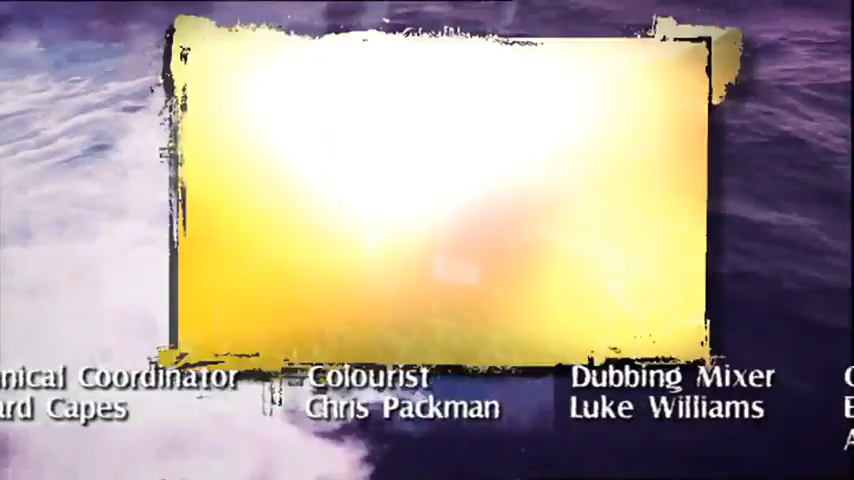 nical Coordinator
ard Capes
Colourist
Chris Packman
Dubbing Mixer
Luke Williams